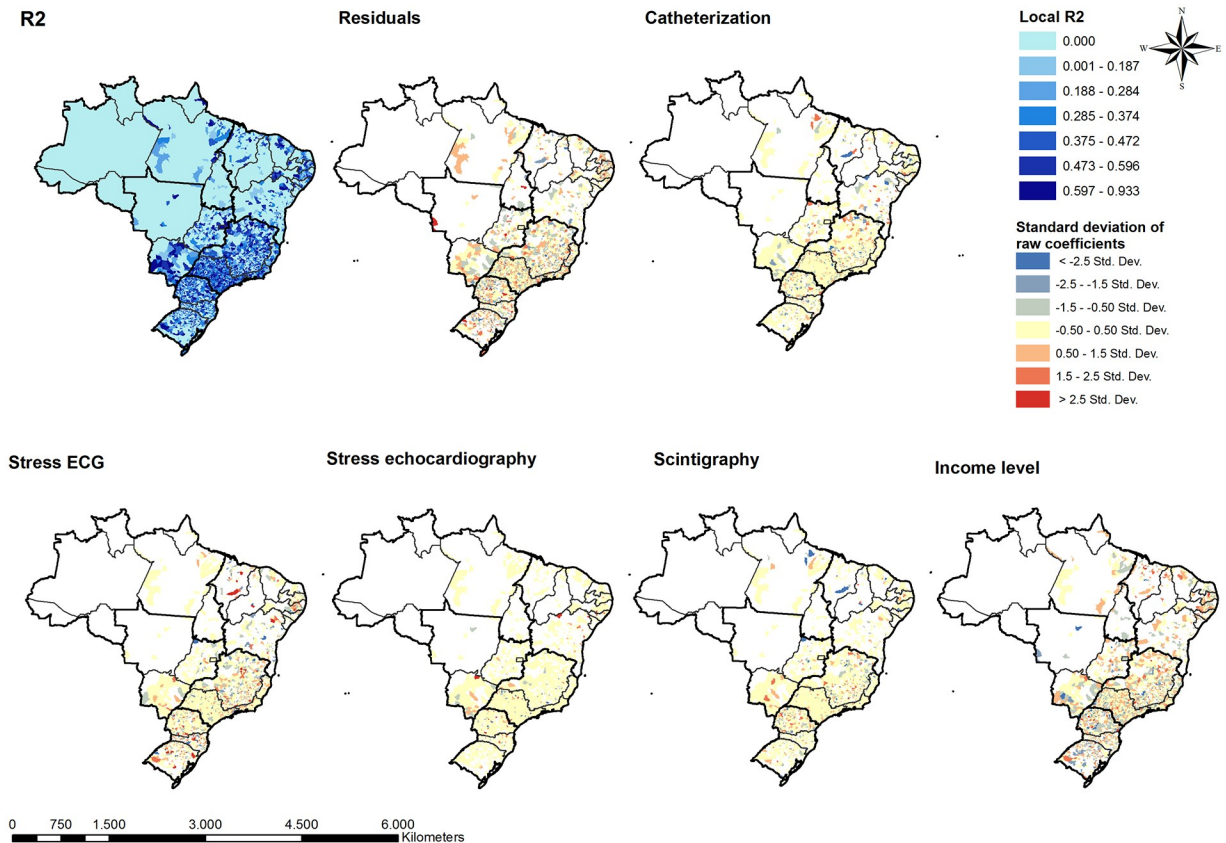 R2
Residuals
Catheterization
Local R2
0.000
0.001 - 0.187
0.188 - 0.284
0.285 - 0.374
0.375 - 0.472
0.473 - 0.596
0.597 - 0.933
N
W
E
S
Standard deviation of
raw coefficients
< -2.5 Std. Dev.
-2.5 - -1.5 Std. Dev.
-1.5 - -0.50 Std. Dev.
-0.50 - 0.50 Std. Dev.
0.50 - 1.5 Std. Dev.
1.5 - 2.5 Std. Dev.
> 2.5 Std. Dev.
Stress ECG
Stress echocardiography
Scintigraphy
Income level
0 750 1.500 3.000 4.500 6.000
Kilometers